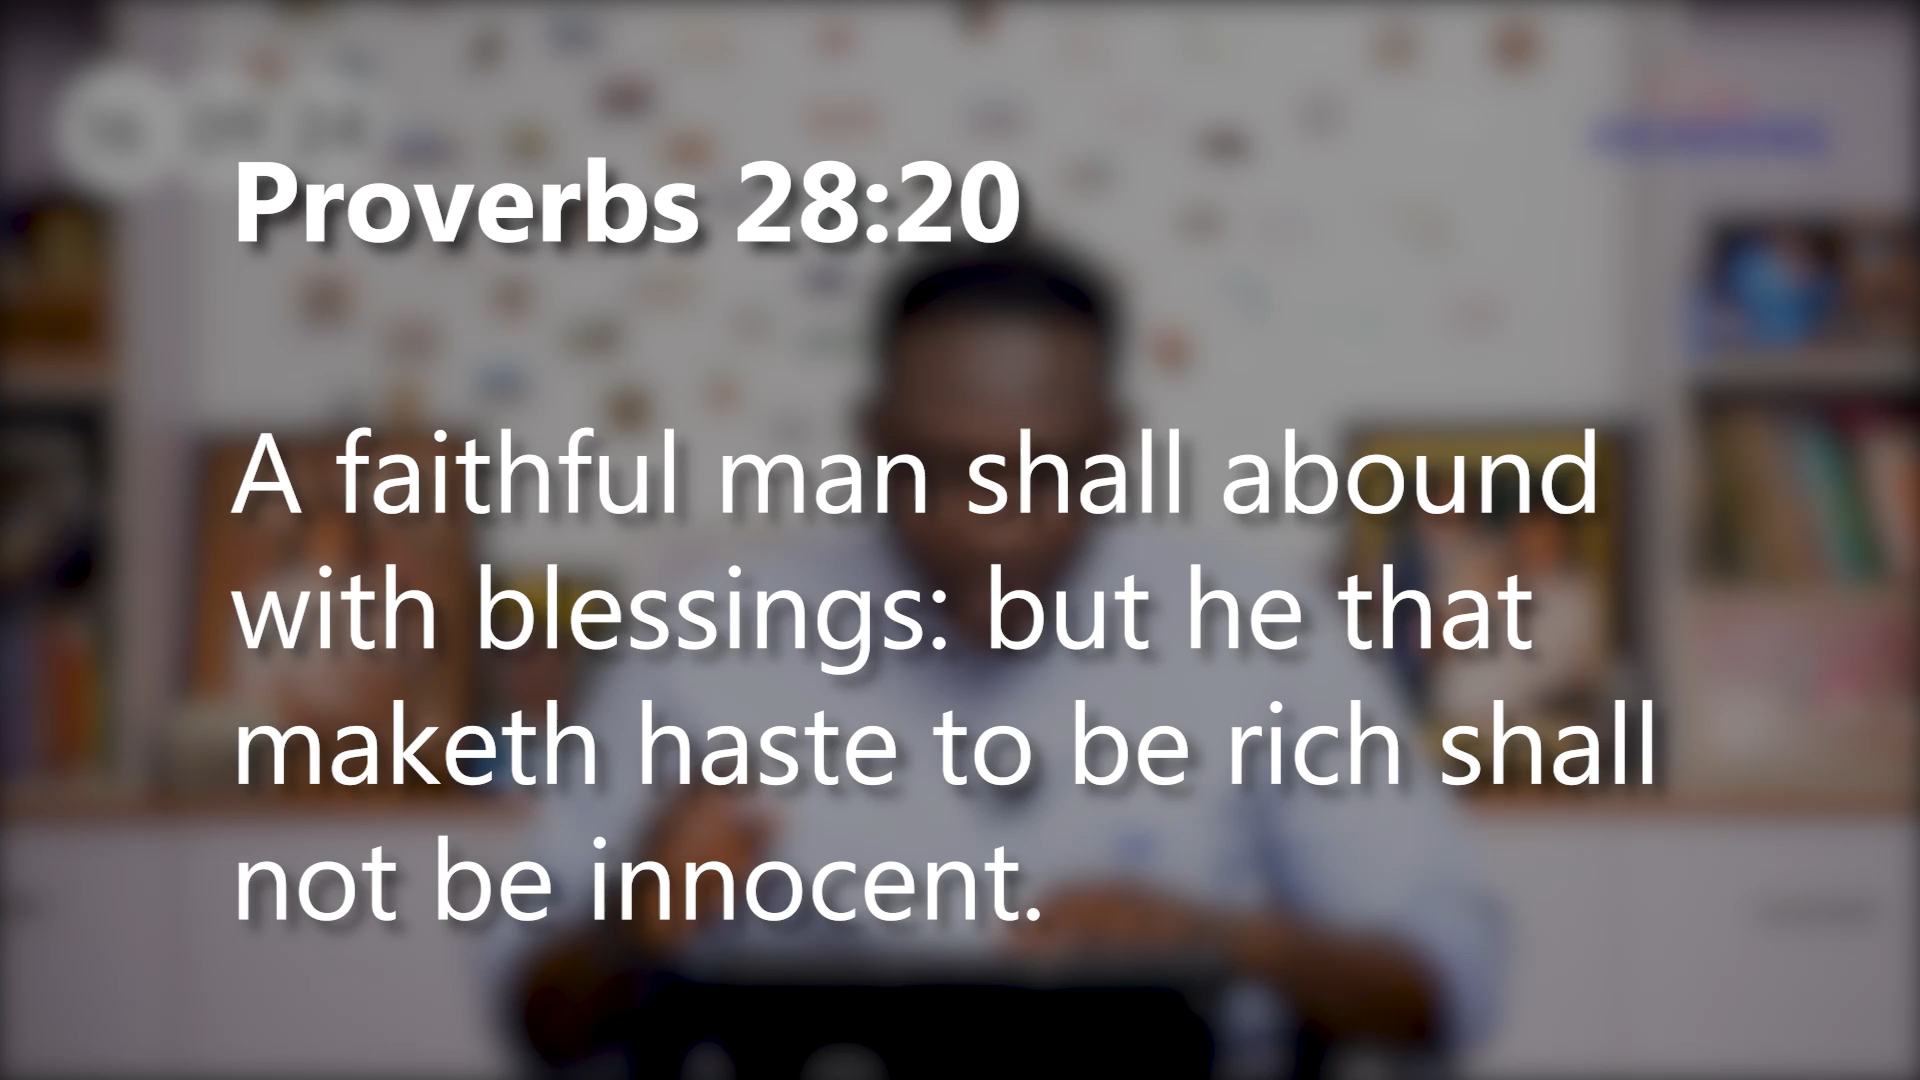 Proverbs 28:20
A faithful man shall abound
with blessings: but he that
maketh haste to be rich shall
not be innocent.